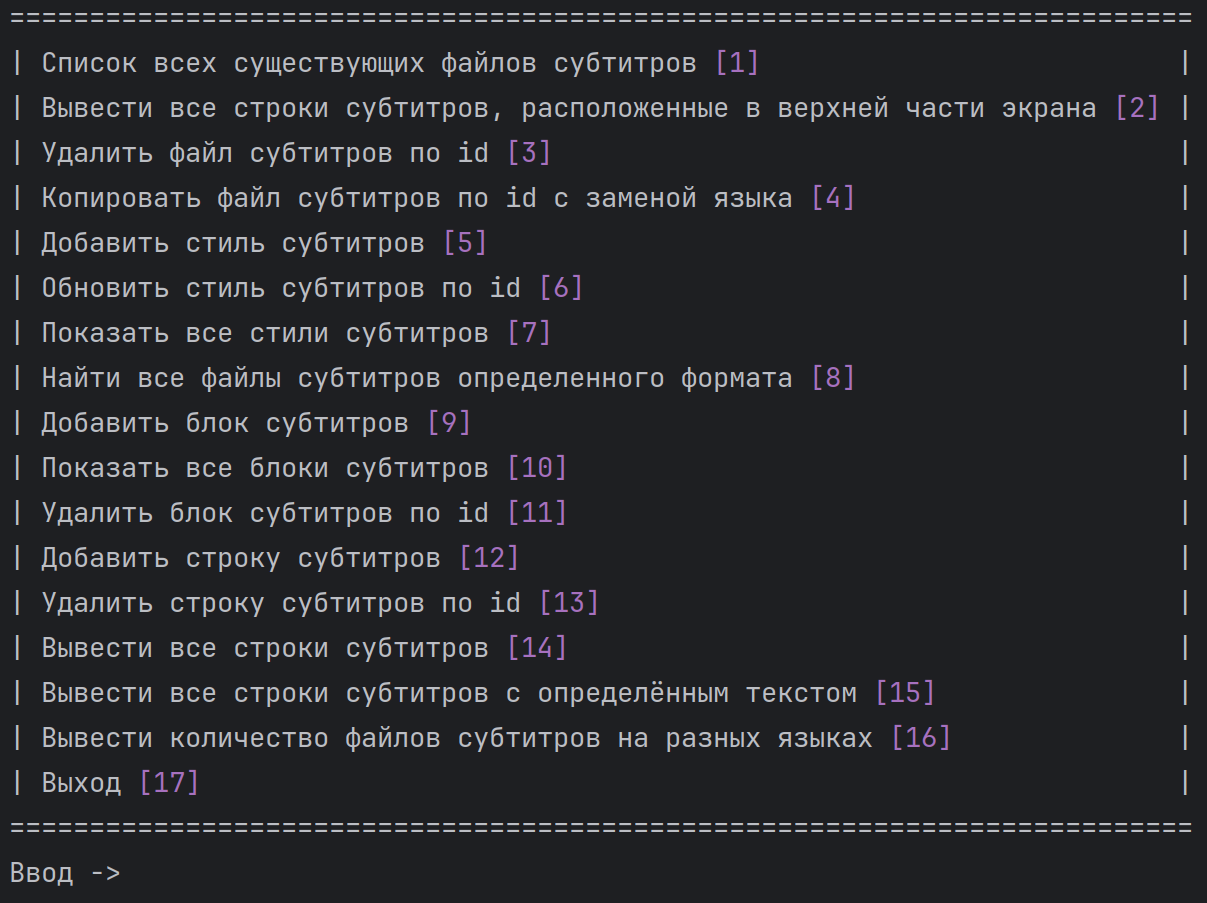 ==========================================================================
| Список всех существующих файлов субтитров [1]                          |
| Вывести все строки субтитров, расположенные в верхней части экрана [2] |
| Удалить файл субтитров по id [3]                                       |
| Копировать файл субтитров по id с заменой языка [4]                    |
| Добавить стиль субтитров [5]                                           |
| Обновить стиль субтитров по id [6]                                     |
| Показать все стили субтитров [7]                                       |
| Найти все файлы субтитров определенного формата [8]                    |
| Добавить блок субтитров [9]                                            |
| Показать все блоки субтитров [10]                                      |
| Удалить блок субтитров по id [11]                                      |
| Добавить строку субтитров [12]                                         |
| Удалить строку субтитров по id [13]                                    |
| Вывести все строки субтитров [14]                                      |
| Вывести все строки субтитров с определённым текстом [15]               |
| Вывести количество файлов субтитров на разных языках [16]              |
| Выход [17]                                                             |
==========================================================================
Ввод ->